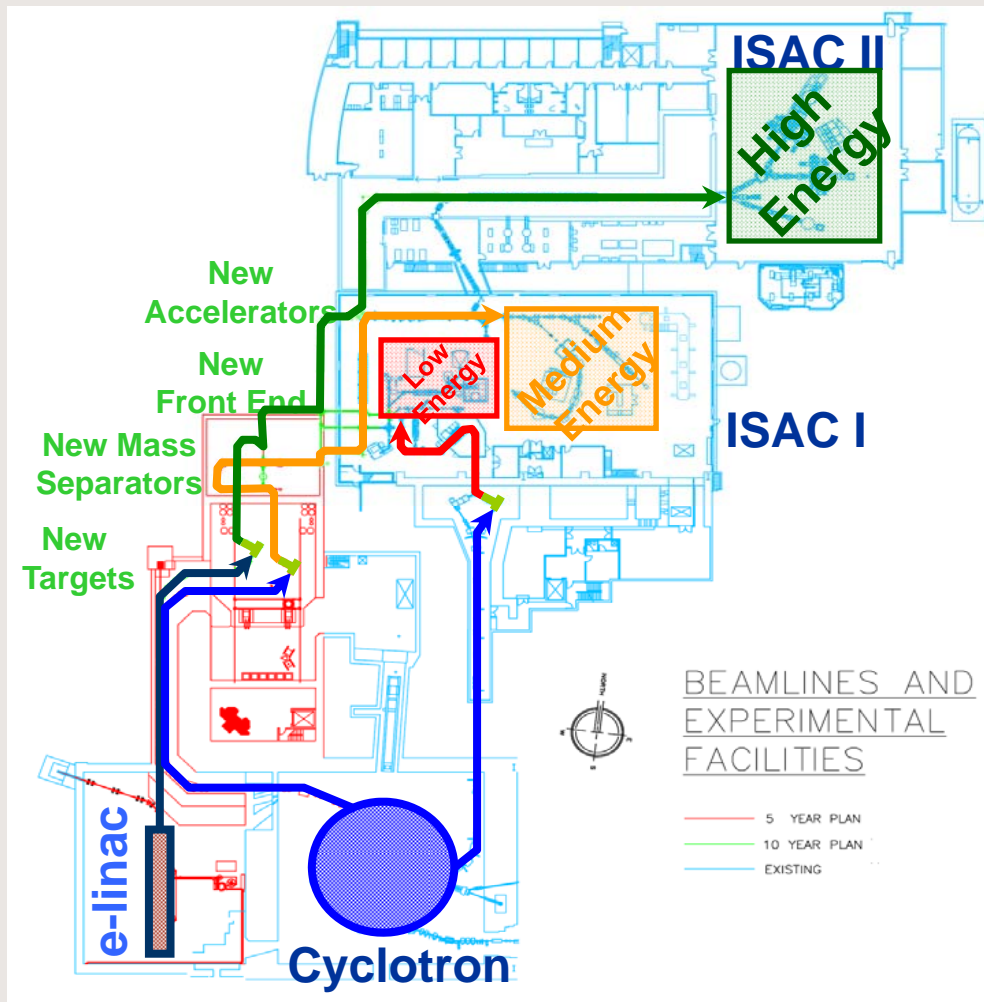 ISAC II
High
Energy
New
Accelerators
New
Front End
Low
Energy
Medium
Energy
ISAC I
New Mass
Separators
New
Targets
NORTH
BEAMLINES AND
EXPERIMENTAL
FACILITIES
5 YEAR PLAN
10 YEAR PLAN
EXISTING
e-linac
Cyclotron